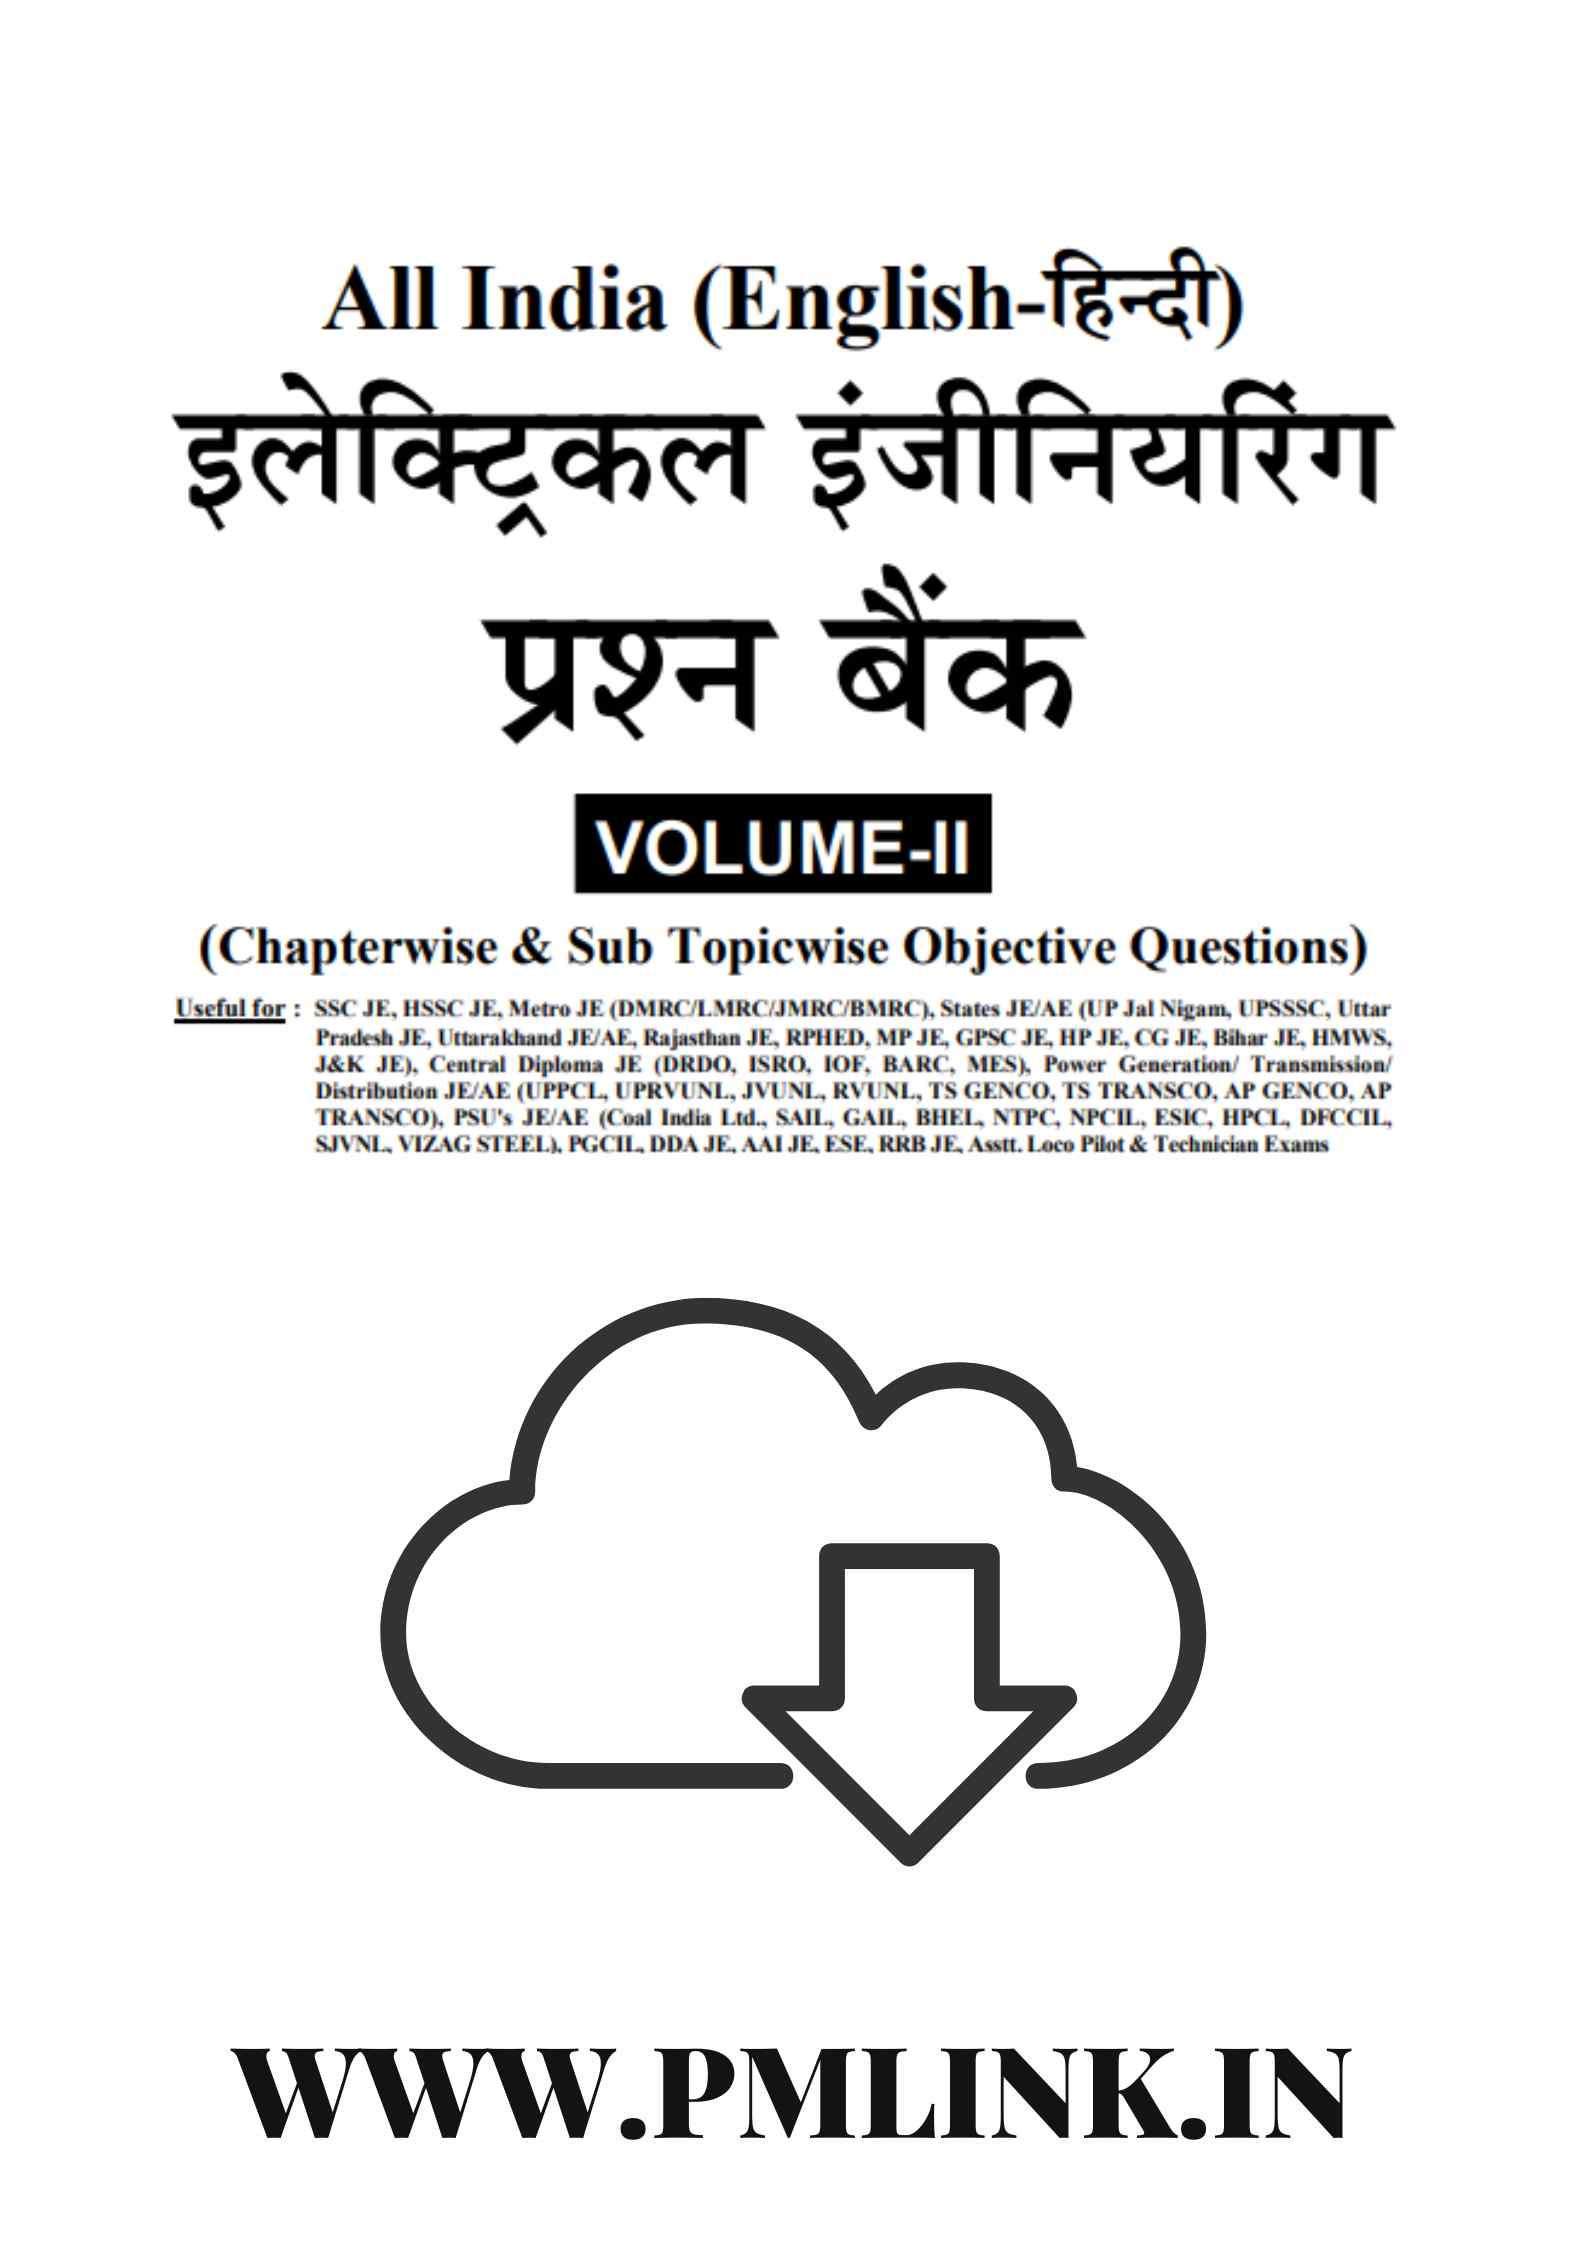 All India (English-हिन्दी)
इलेक्ट्रिकल इंजीनियरिंग
प्रश्न बैंक
VOLUME-II
(Chapterwise & Sub Topicwise Objective Questions)
Useful for : SSC JE, HSSC JE, Metro JE (DMRC/LMRC/JMRC/BMRC), States JE/AE (UP Jal Nigam, UPSSSC, Uttar
Pradesh JE, Uttarakhand JE/AE, Rajasthan JE, RPHED, MP JE, GPSC JE, HP JE, CG JE, Bihar JE, HMWS,
J&K JE), Central Diploma JE (DRDO, ISRO, IOF, BARC, MES), Power Generation/ Transmission/
Distribution JE/AE (UPPCL, UPRVUNL, JVUNL, RVUNL, TS GENCO, TS TRANSCO, AP GENCO, AP
TRANSCO), PSU's JE/AE (Coal India Ltd., SAIL, GAIL, BHEL, NTPC, NPCIL, ESIC, HPCL, DFCCIL,
SJVNL, VIZAG STEEL), PGCIL, DDA JE, AAI JE, ESE, RRB JE, Asstt. Loco Pilot & Technician Exams
WWW.PMLINK.IN